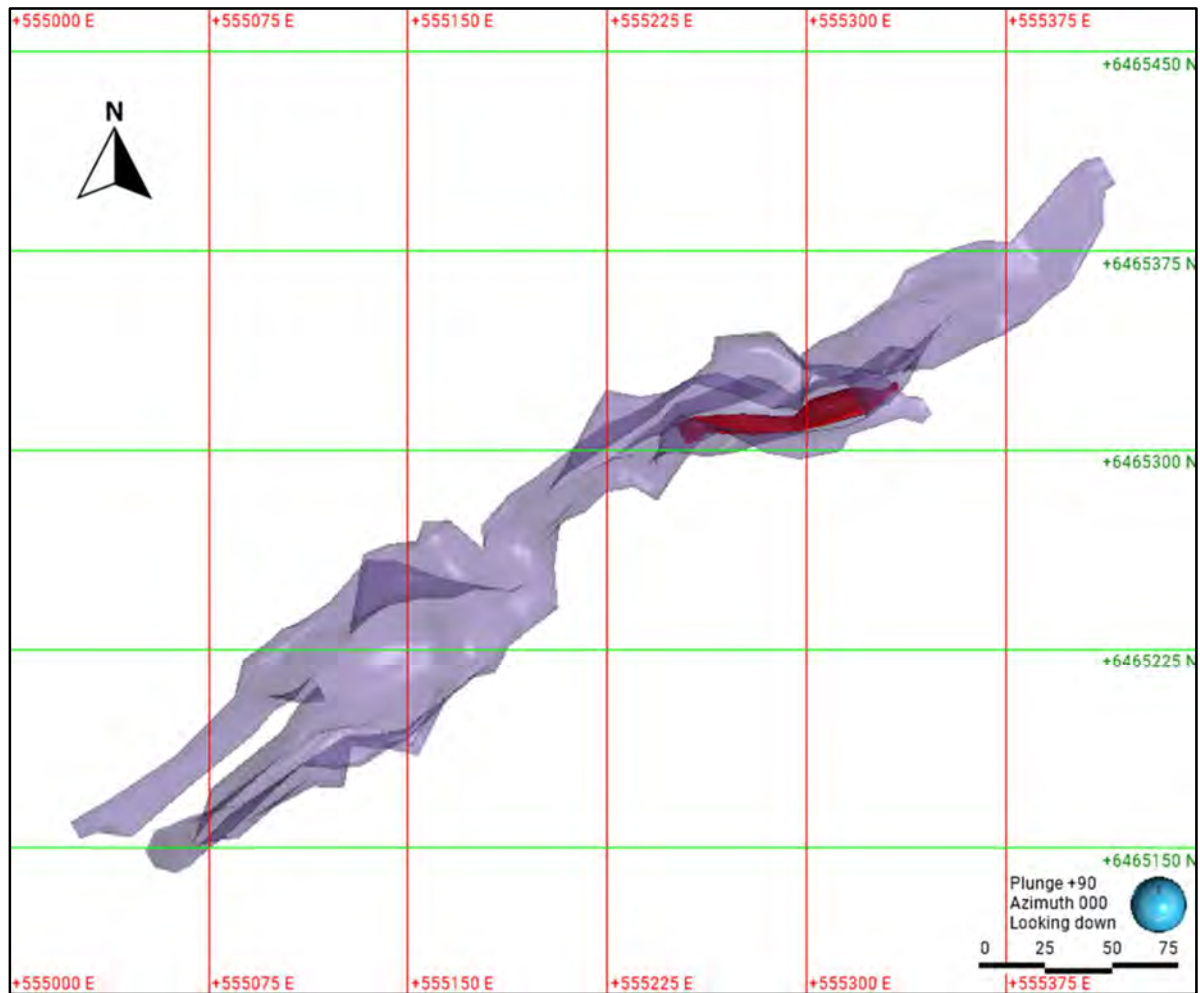 +555000 E
+555075 E
+555150 E
+555225 E
+555300 E
+555375 E
+6465450 N
N
+6465375 N
+6465300 N
+6465225 N
+6465150 N
Plunge +90
Azimuth 000
Looking down
0 25 50 75
+555000 E
+555075 E
+555150 E
+555225 E
+555300 E
+555375 E